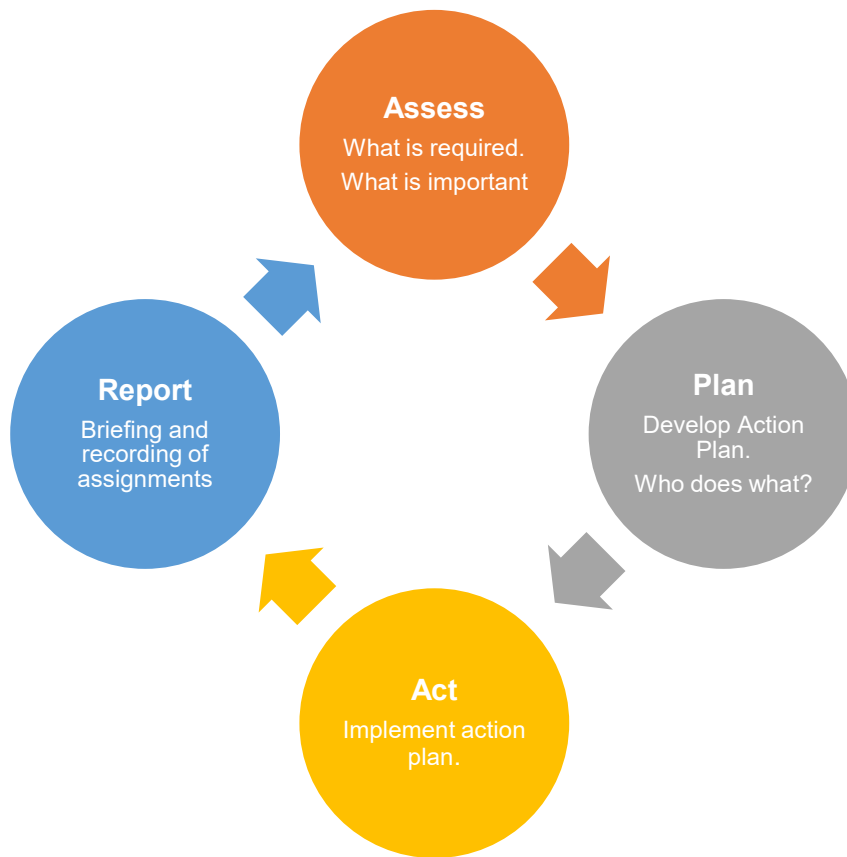 Assess
What is required.
What is important
Plan
Develop Action
Plan.
Who does what?
Act
Implement action
plan.
Report
Briefing and
recording of
assignments